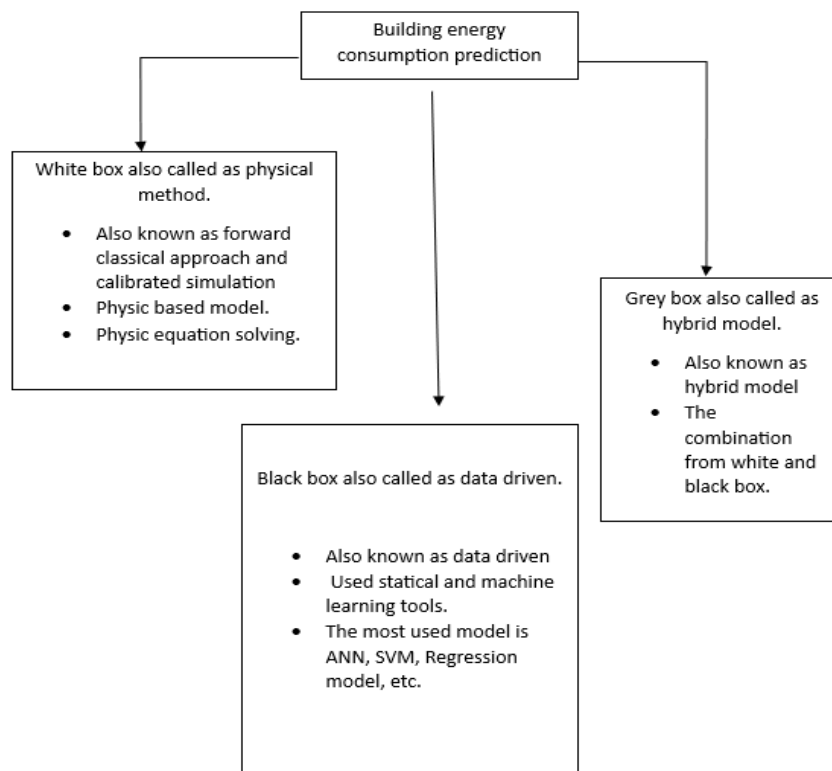 Building energy
consumption prediction
White box also called as physical
method.
• Also known as forward
classical approach and
calibrated simulation
• Physic based model.
• Physic equation solving.
Black box also called as data driven.
• Also known as data driven
• Used statical and machine
learning tools.
• The most used model is
ANN, SVM, Regression
model, etc.
Grey box also called as
hybrid model.
• Also known as
hybrid model
• The
combination
from white and
black box.